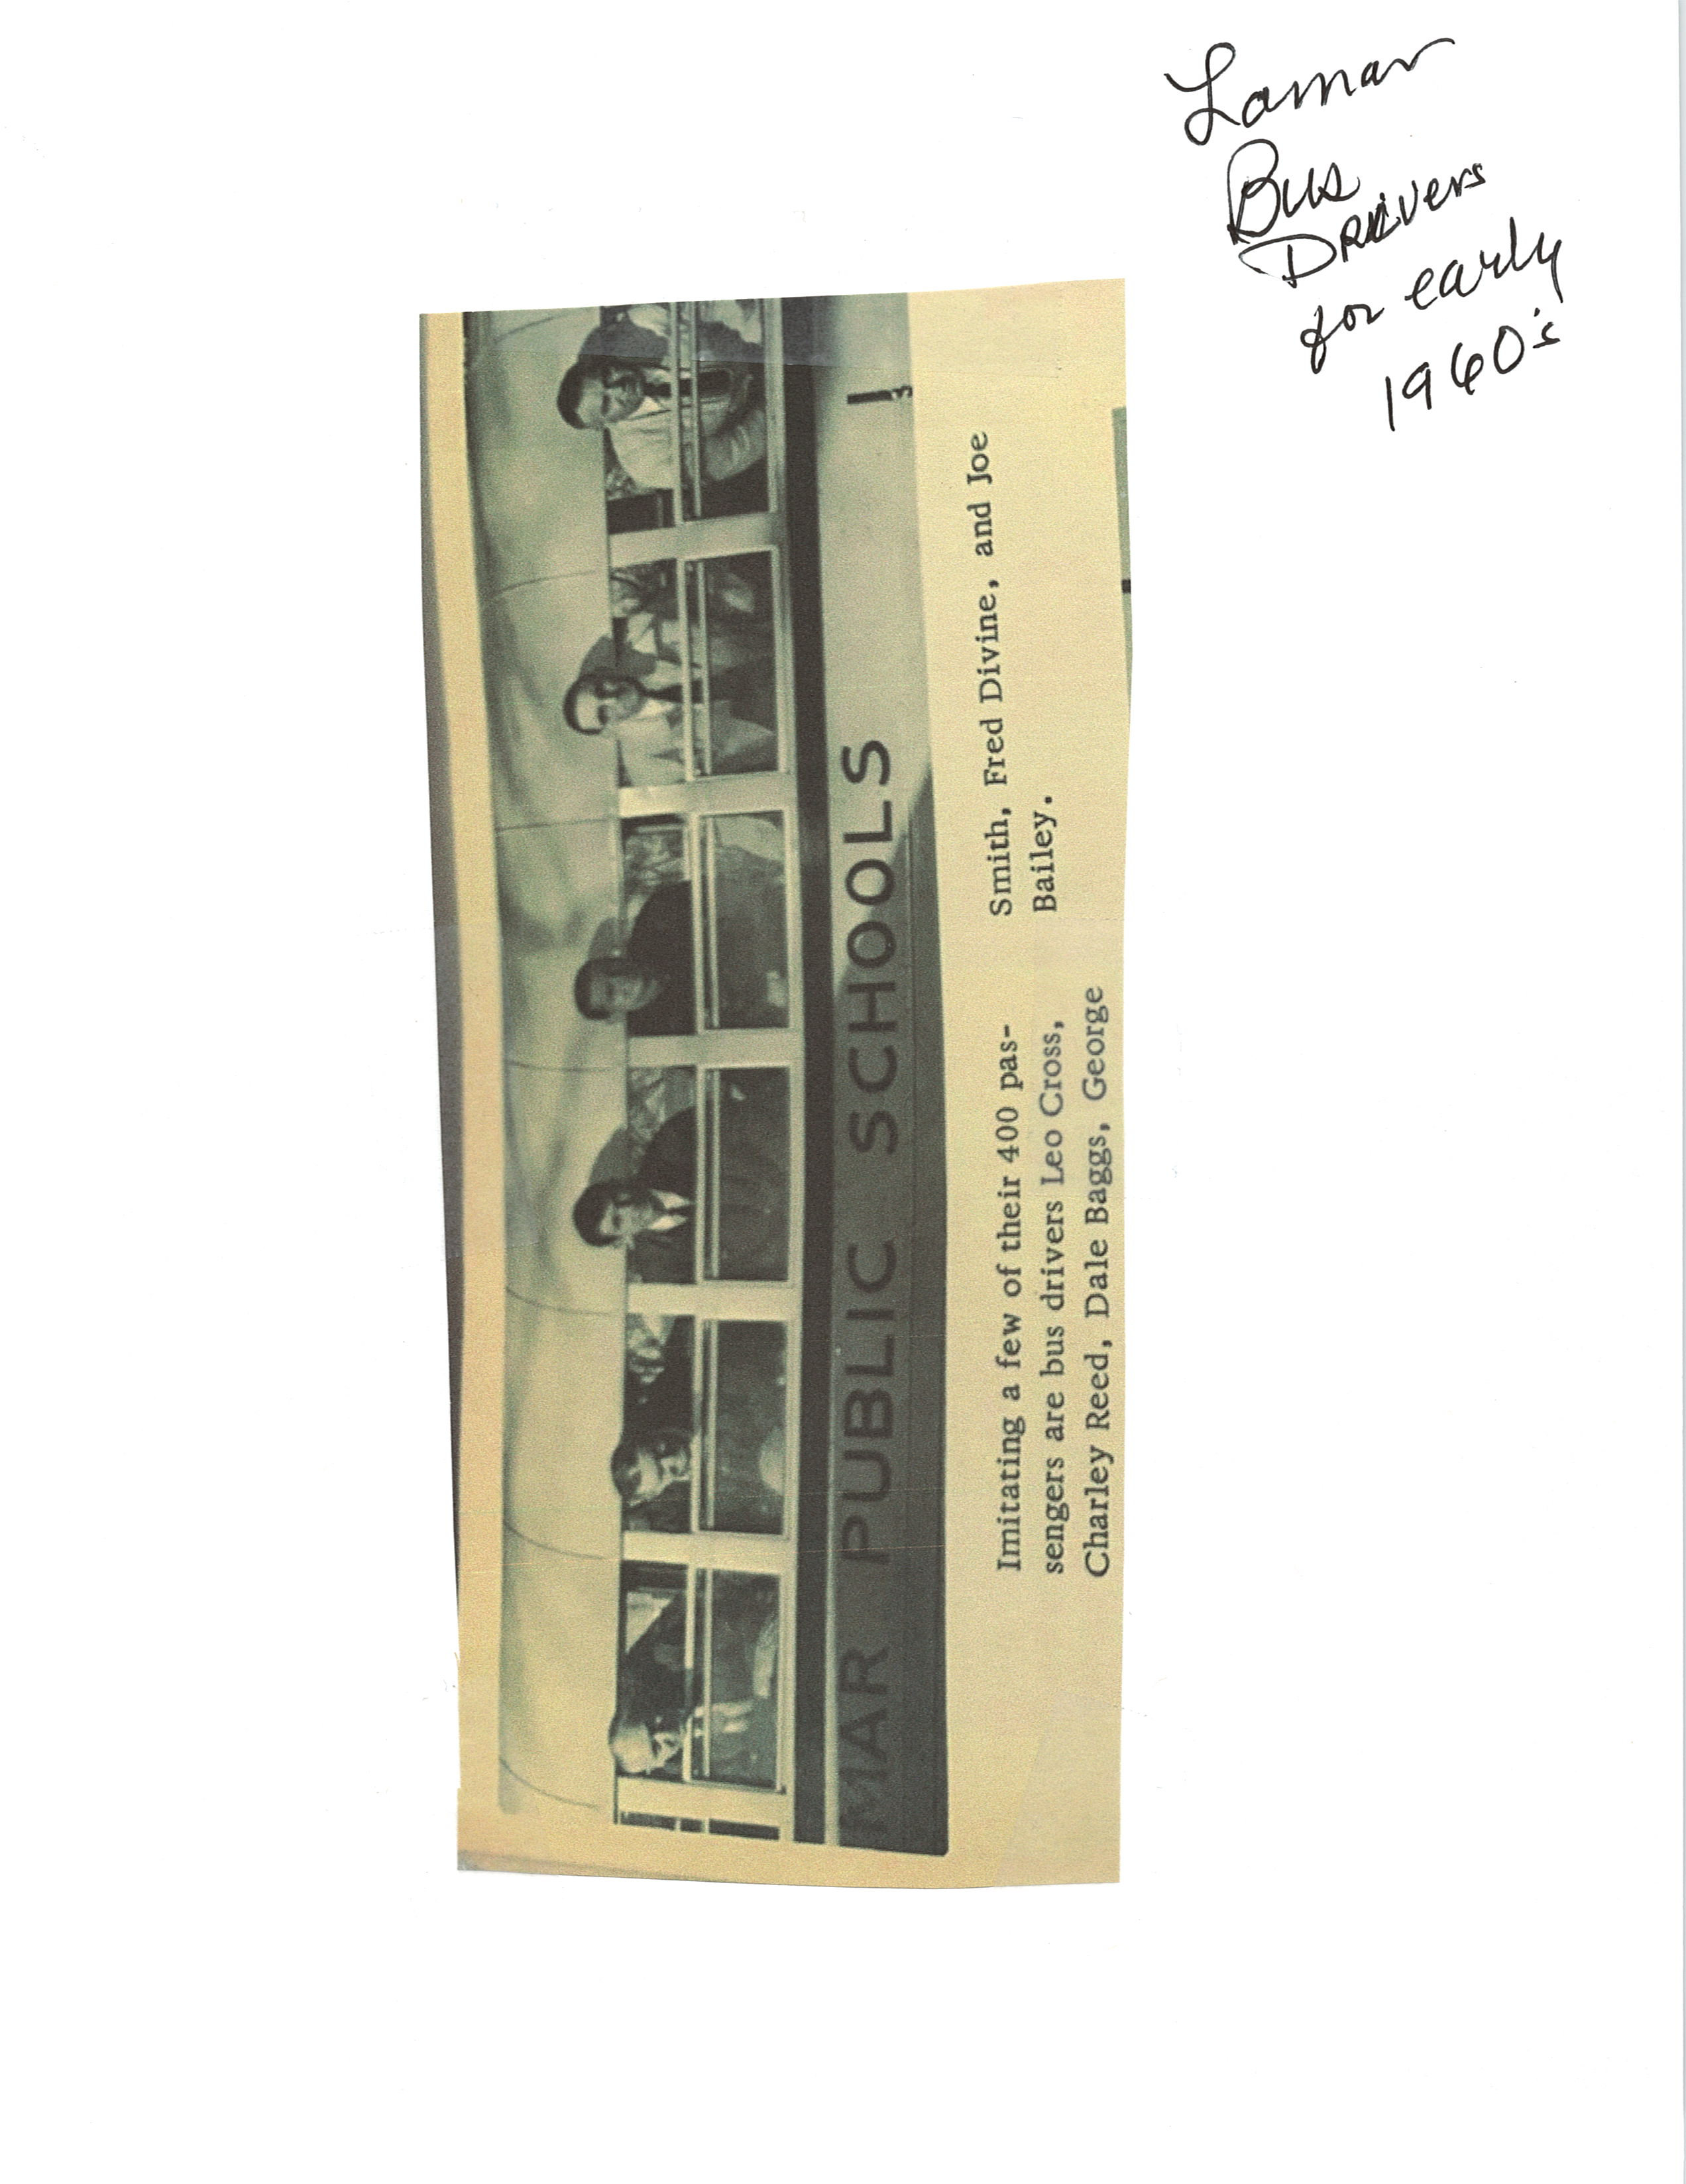 Lamar
Bus
Drivers
for early
1960's
MAR PUBLIC SCHOOLS
Imitating a few of their 400 pas-
sengers are bus drivers Leo Cross,
Charley Reed, Dale Baggs, George
Smith, Fred Divine, and Joe
Bailey.